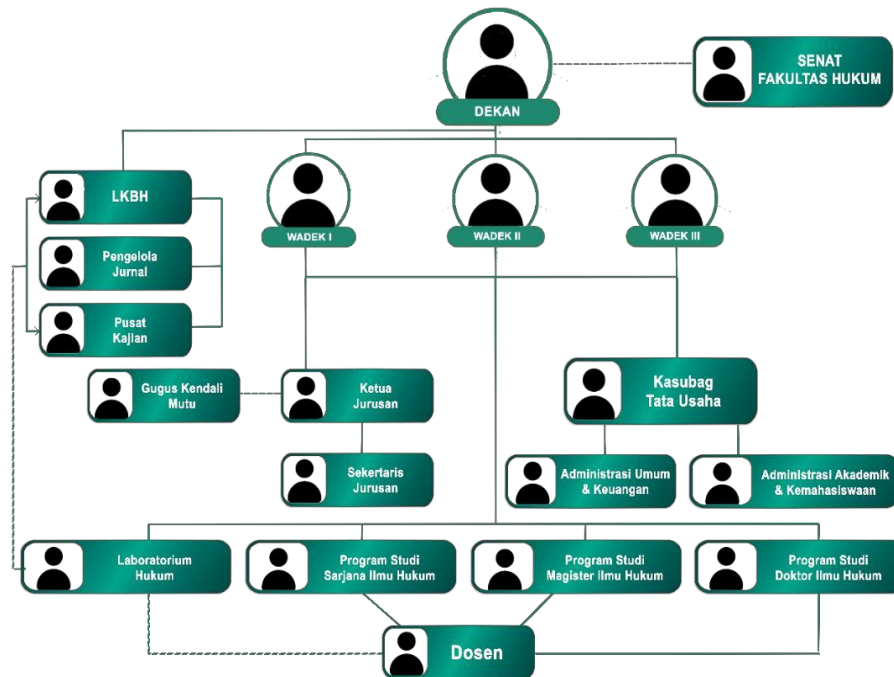 SENAT
FAKULTAS HUKUM
DEKAN
LKBH
WADEK I
WADEK II
WADEK III
Pengelola
Jurnal
Pusat
Kajian
Gugus Kendali
Mutu
Ketua
Jurusan
Kasubag
Tata Usaha
Sekertaris
Jurusan
Administrasi Umum
& Keuangan
Administrasi Akademik
& Kemahasiswaan
Laboratorium
Hukum
Program Studi
Sarjana Ilmu Hukum
Program Studi
Magister Ilmu Hukum
Program Studi
Doktor Ilmu Hukum
Dosen